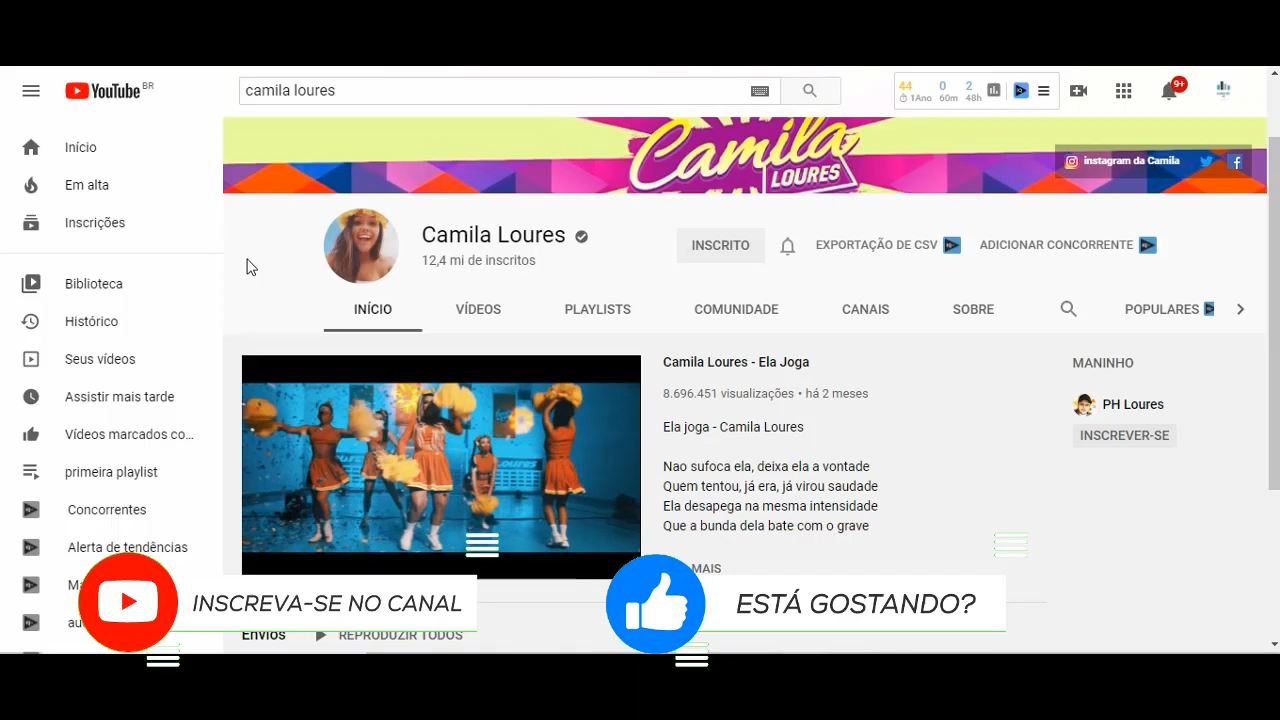 YouTube BR
camila loures
44 0 2
1Ano 60m 48h
9+
Início
Em alta
Inscrições
Biblioteca
Histórico
Seus vídeos
Assistir mais tarde
Vídeos marcados co...
primeira playlist
Concorrentes
Alerta de tendências
Camila
LOURES
instagram da Camila
Camila Loures
12,4 mi de inscritos
INSCRITO
EXPORTAÇÃO DE CSV
ADICIONAR CONCORRENTE
INÍCIO
VÍDEOS
PLAYLISTS
COMUNIDADE
CANAIS
SOBRE
POPULARES
Camila Loures - Ela Joga
8.696.451 visualizações • há 2 meses
Ela joga - Camila Loures
Nao sufoca ela, deixa ela a vontade
Quem tentou, já era, já virou saudade
Ela desapega na mesma intensidade
Que a bunda dela bate com o grave
MAIS
MANINHO
PH Loures
INSCREVER-SE
Envios
REPRODUZIR TODOS
INSCREVA-SE NO CANAL
ESTÁ GOSTANDO?